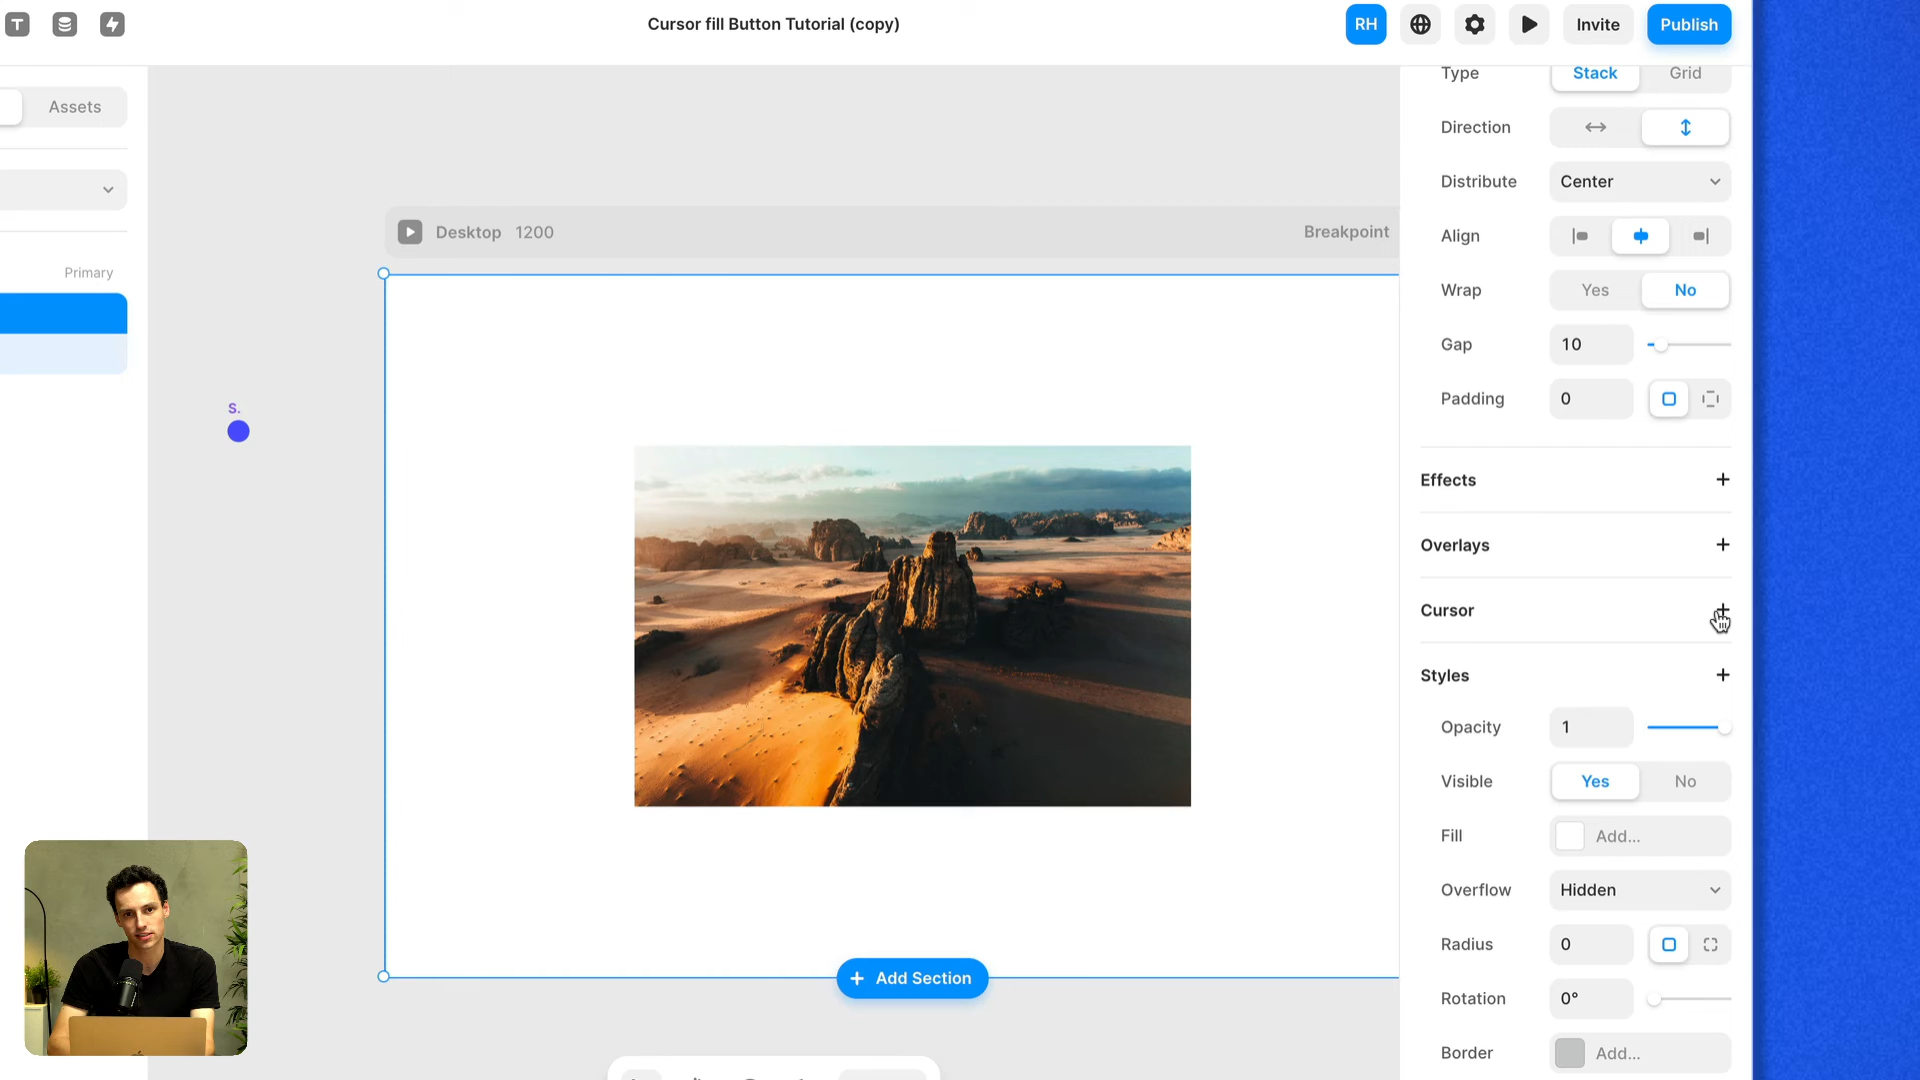 T
Cursor fill Button Tutorial (copy)
RH
Invite
Publish
Assets
Primary
S.
Desktop 1200
Breakpoint
Add Section
Type Stack Grid
Direction
Distribute Center
Align
Wrap Yes No
Gap 10
Padding 0
Effects
Overlays
Cursor
Styles
Opacity 1
Visible Yes No
Fill Add...
Overflow Hidden
Radius 0
Rotation 0°
Border Add...